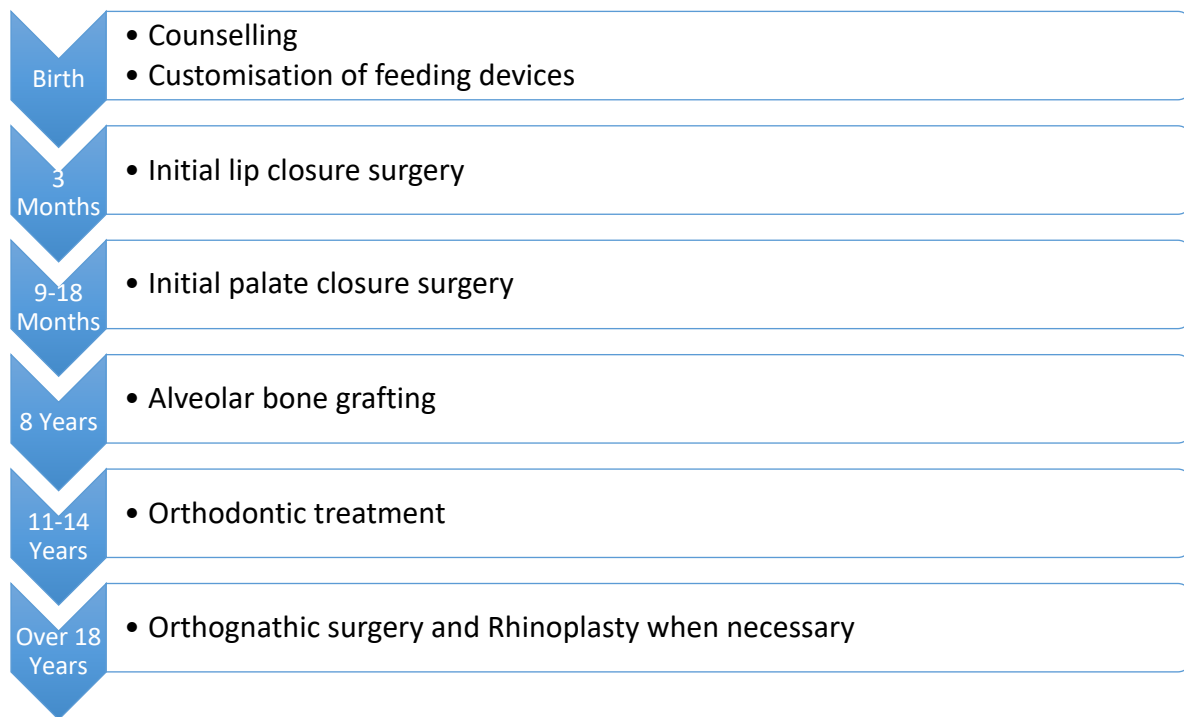 Birth
• Counselling
• Customisation of feeding devices
3
Months
• Initial lip closure surgery
9-18
Months
• Initial palate closure surgery
8 Years
• Alveolar bone grafting
11-14
Years
• Orthodontic treatment
Over 18
Years
• Orthognathic surgery and Rhinoplasty when necessary